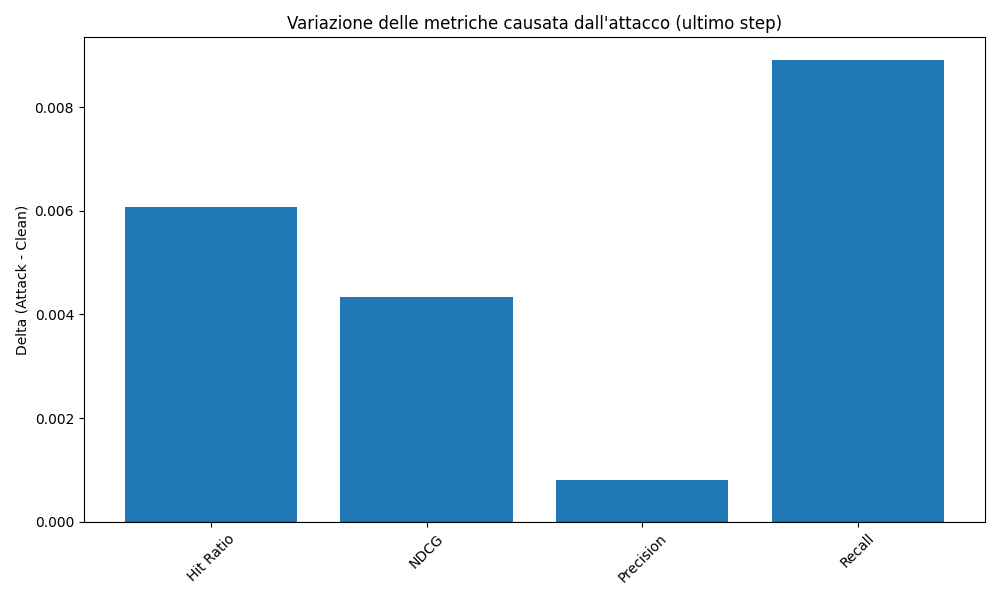 Variazione delle metriche causata dall'attacco (ultimo step)
Delta (Attack - Clean)
0.008
0.006
0.004
0.002
0.000
Hit Ratio
NDCG
Precision
Recall